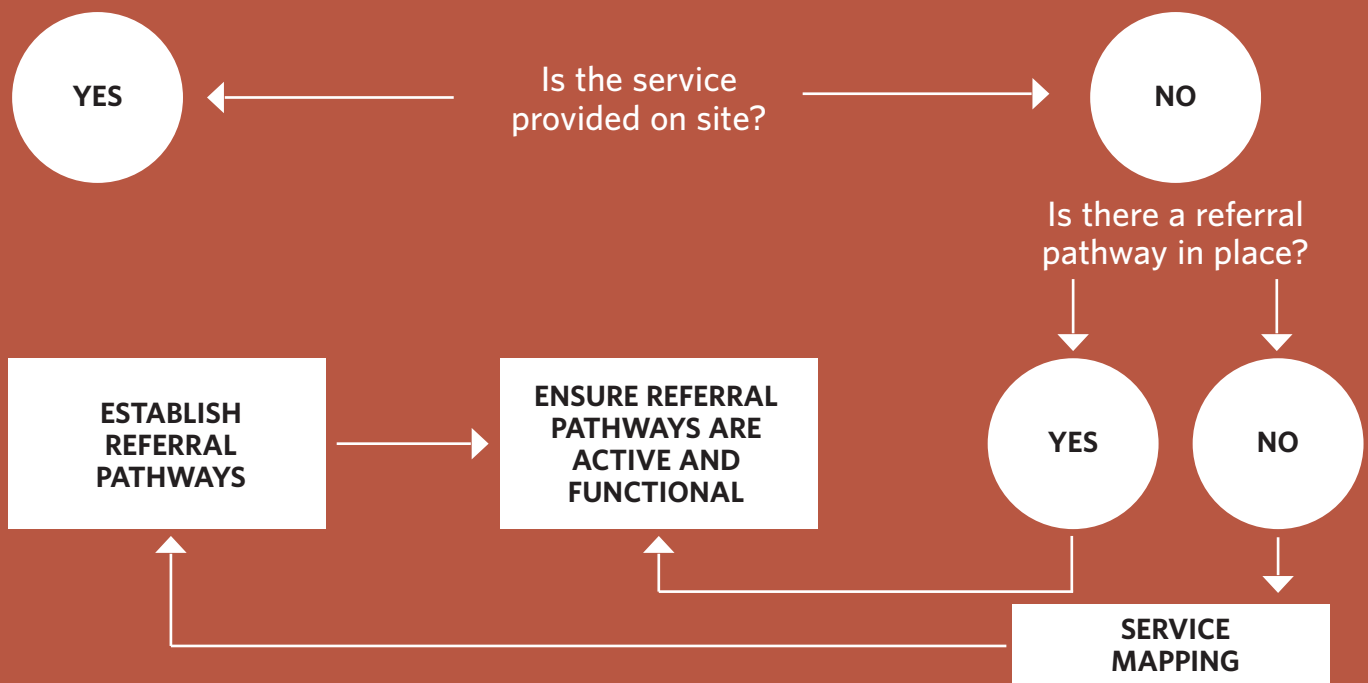 YES
Is the service
provided on site?
NO
Is there a referral
pathway in place?
ESTABLISH
REFERRAL
PATHWAYS
ENSURE REFERRAL
PATHWAYS ARE
ACTIVE AND
FUNCTIONAL
YES
NO
SERVICE
MAPPING